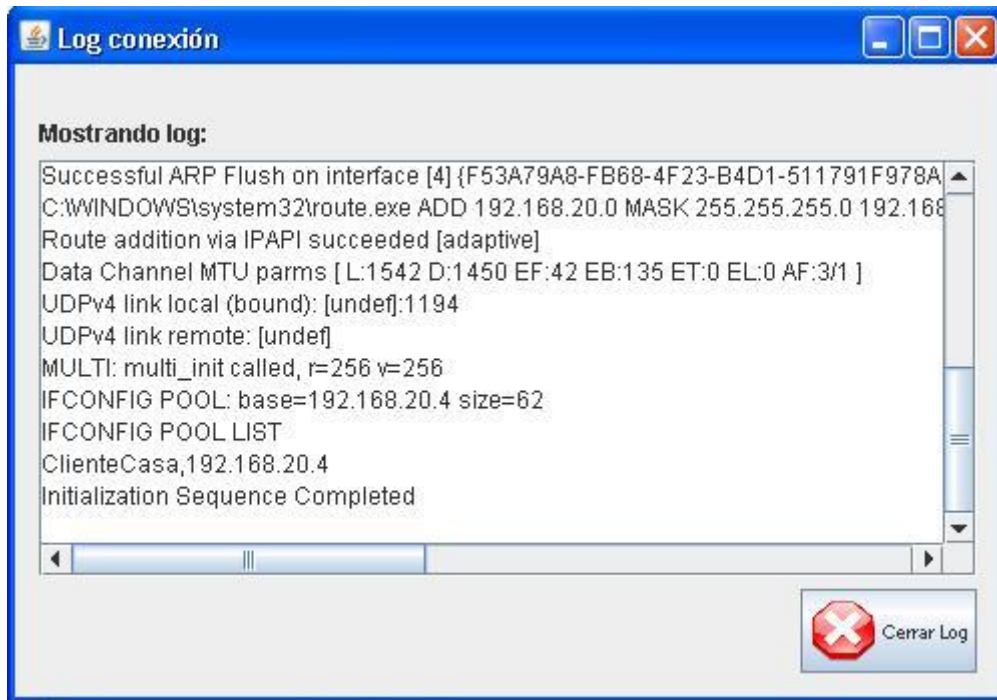 Log conexión
Mostrando log:
Successful ARP Flush on interface [4] {F53A79A8-FB68-4F23-B4D1-511791F978A
C:\WINDOWS\system32\route.exe ADD 192.168.20.0 MASK 255.255.255.0 192.168
Route addition via IPAPI succeeded [adaptive]
Data Channel MTU parms [ L:1542 D:1450 EF:42 EB:135 ET:0 EL:0 AF:3/1 ]
UDPv4 link local (bound): [undef]:1194
UDPv4 link remote: [undef]
MULTI: multi_init called, r=256 v=256
IFCONFIG POOL: base=192.168.20.4 size=62
IFCONFIG POOL LIST
ClienteCasa,192.168.20.4
Initialization Sequence Completed
Cerrar Log